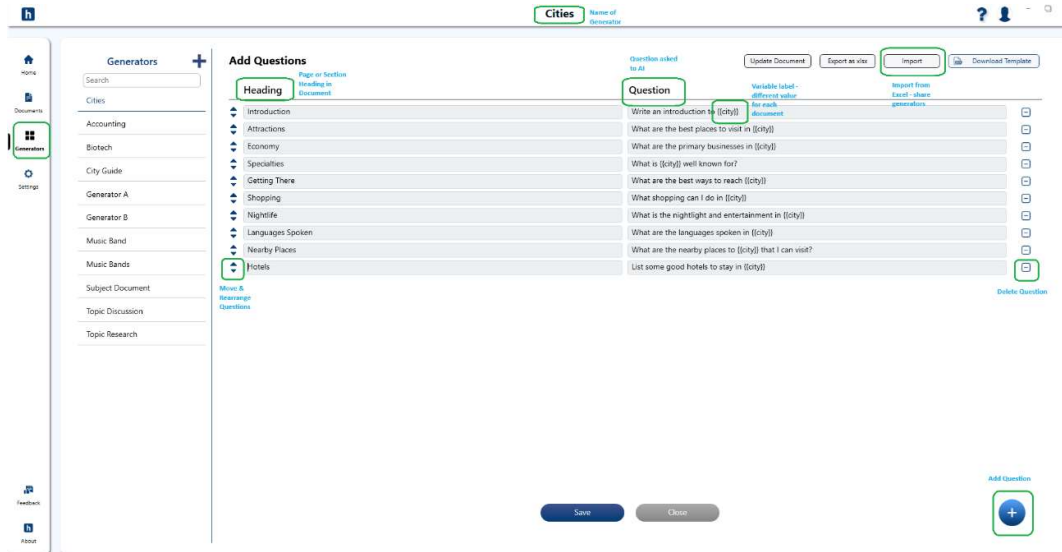 h
Cities
Name of
Generator
?
Home
Documents
Generators
Settings
Feedback
h
About
Generators
Search
Cities
Accounting
Biotech
City Guide
Generator A
Generator B
Music Band
Music Bands
Subject Document
Topic Discussion
Topic Research
Add Questions
Question asked
to AI
Update Document
Export as xlsx
Import
Download Template
Heading
Page or Section
Heading in
Document
Question
Variable label -
different value
for each
document
Import from
Excel - share
generators
Introduction
Write an introduction to {{city}}
Attractions
What are the best places to visit in {{city}}
Economy
What are the primary businesses in {{city}}
Specialties
What is {{city}} well known for?
Getting There
What are the best ways to reach {{city}}
Shopping
What shopping can I do in {{city}}
Nightlife
What is the nightlight and entertainment in {{city}}
Languages Spoken
What are the languages spoken in {{city}}
Nearby Places
What are the nearby places to {{city}} that I can visit?
Hotels
List some good hotels to stay in {{city}}
Move &
Rearrange
Questions
Delete Question
Add Question
Save
Close